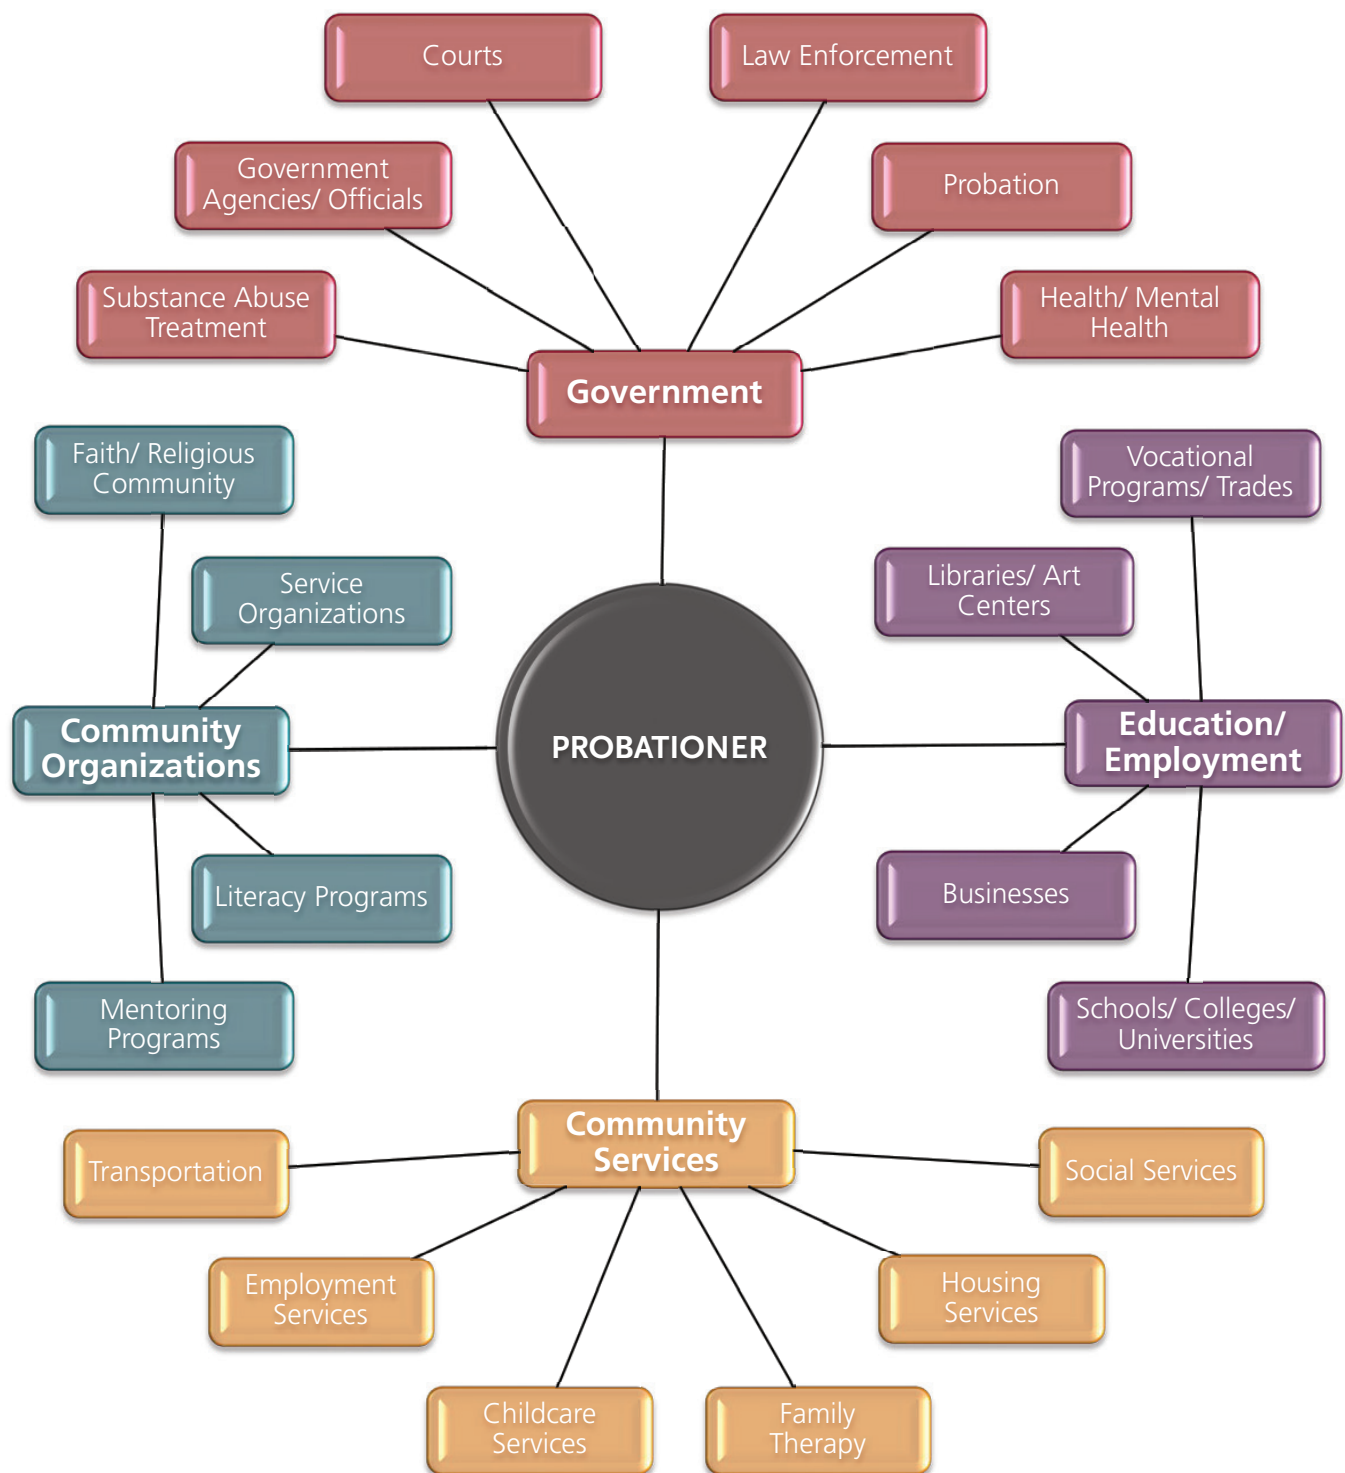 Courts
Law Enforcement
Government
Agencies/ Officials
Probation
Substance Abuse
Treatment
Health/ Mental
Health
Government
Faith/ Religious
Community
Vocational
Programs/ Trades
Service
Organizations
Libraries/ Art
Centers
Community
Organizations
PROBATIONER
Education/
Employment
Literacy Programs
Businesses
Mentoring
Programs
Schools/ Colleges/
Universities
Community
Services
Transportation
Social Services
Employment
Services
Housing
Services
Childcare
Services
Family
Therapy